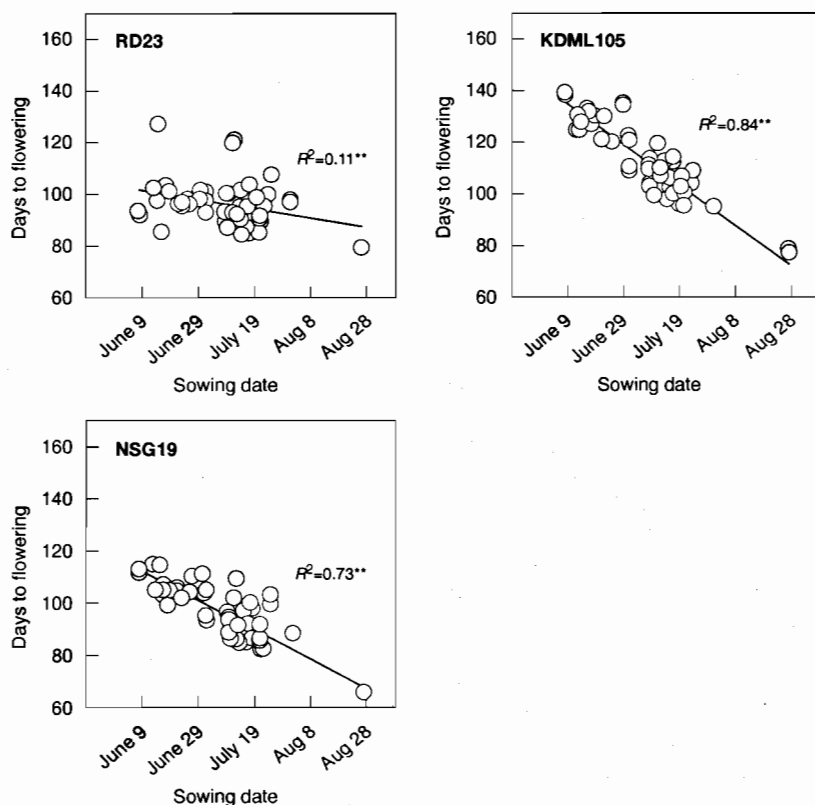 RD23
Days to flowering
160
140
120
100
80
60
R²=0.11**
June 9
June 29
July 19
Aug 8
Aug 28
Sowing date
KDML105
Days to flowering
160
140
120
100
80
60
R²=0.84**
June 9
June 29
July 19
Aug 8
Aug 28
Sowing date
NSG19
Days to flowering
160
140
120
100
80
60
R²=0.73**
June 9
June 29
July 19
Aug 8
Aug 28
Sowing date